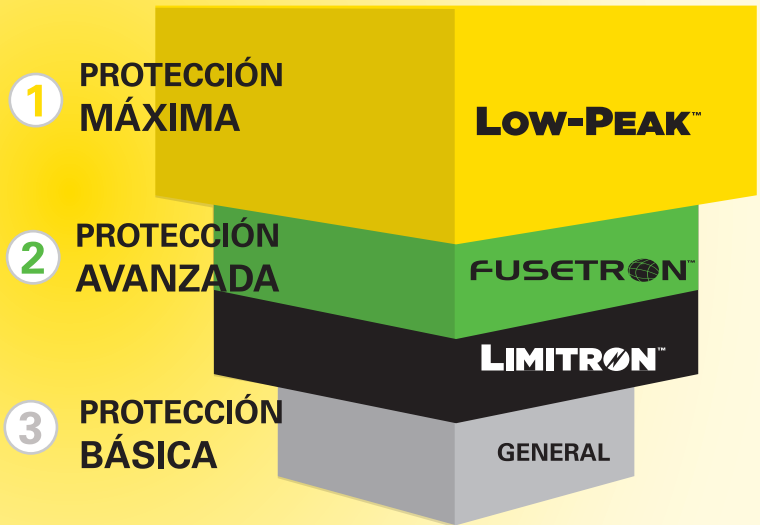 1 PROTECCIÓN
MÁXIMA
LOW-PEAK™
2 PROTECCIÓN
AVANZADA
FUSETRON™
LIMITRON™
3 PROTECCIÓN
BÁSICA
GENERAL